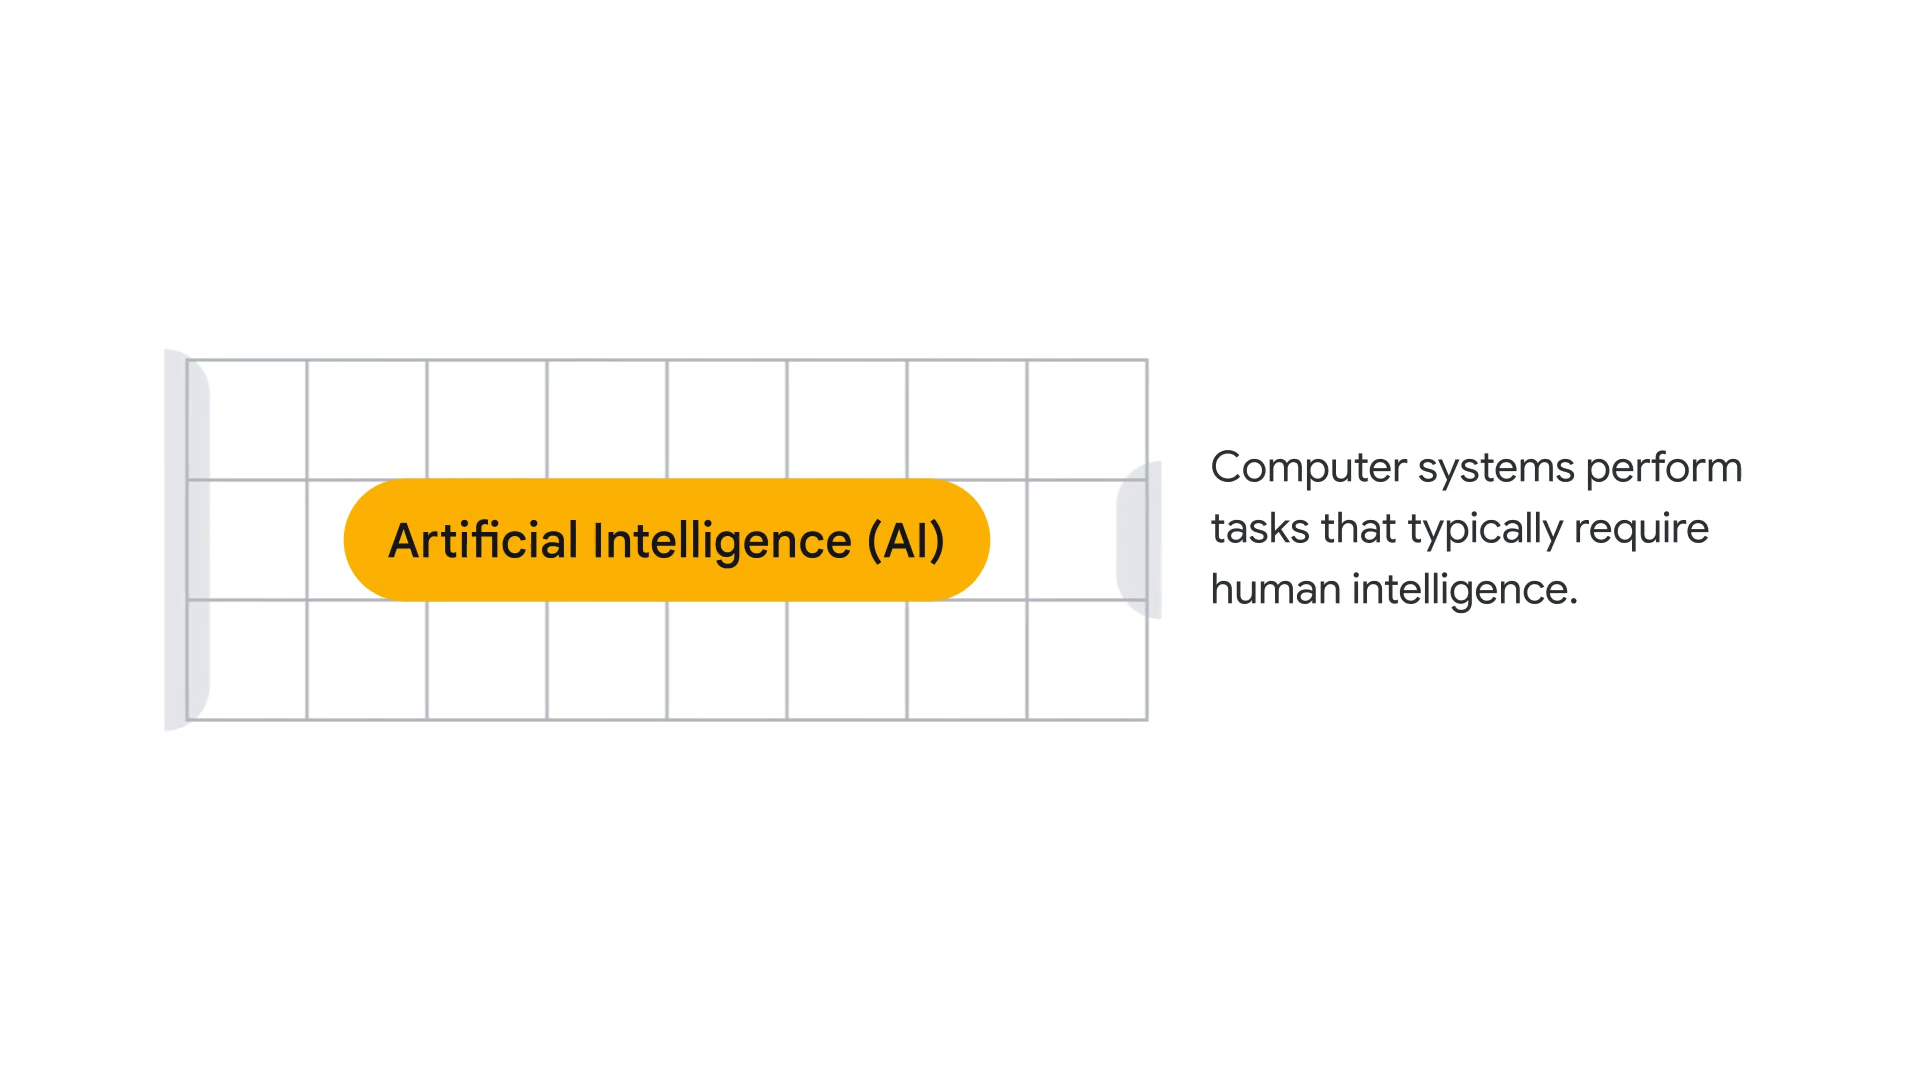 Artificial Intelligence (AI)
Computer systems perform
tasks that typically require
human intelligence.